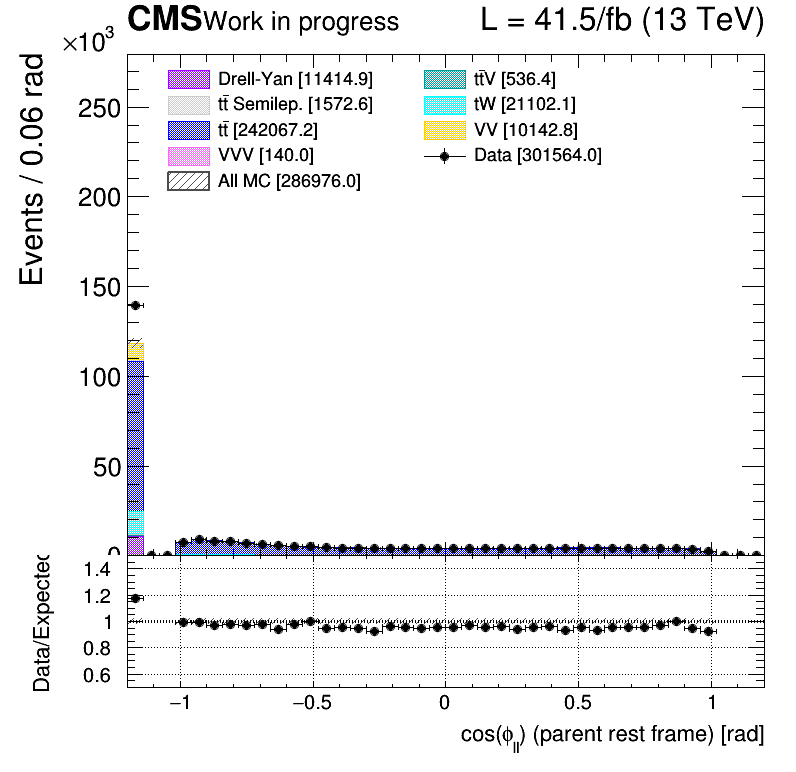 CMS Work in progress L = 41.5/fb (13 TeV)
×10³
Events / 0.06 rad
Drell-Yan [11414.9]
tt̄ Semilep. [1572.6]
tt̄ [242067.2]
VVV [140.0]
All MC [286976.0]
tt̄V [536.4]
tW [21102.1]
VV [10142.8]
Data [301564.0]
250
200
150
100
50
0
Data/Expected
1.4
1.2
1
0.8
0.6
−1 −0.5 0 0.5 1
cos(ϕ_ll) (parent rest frame) [rad]